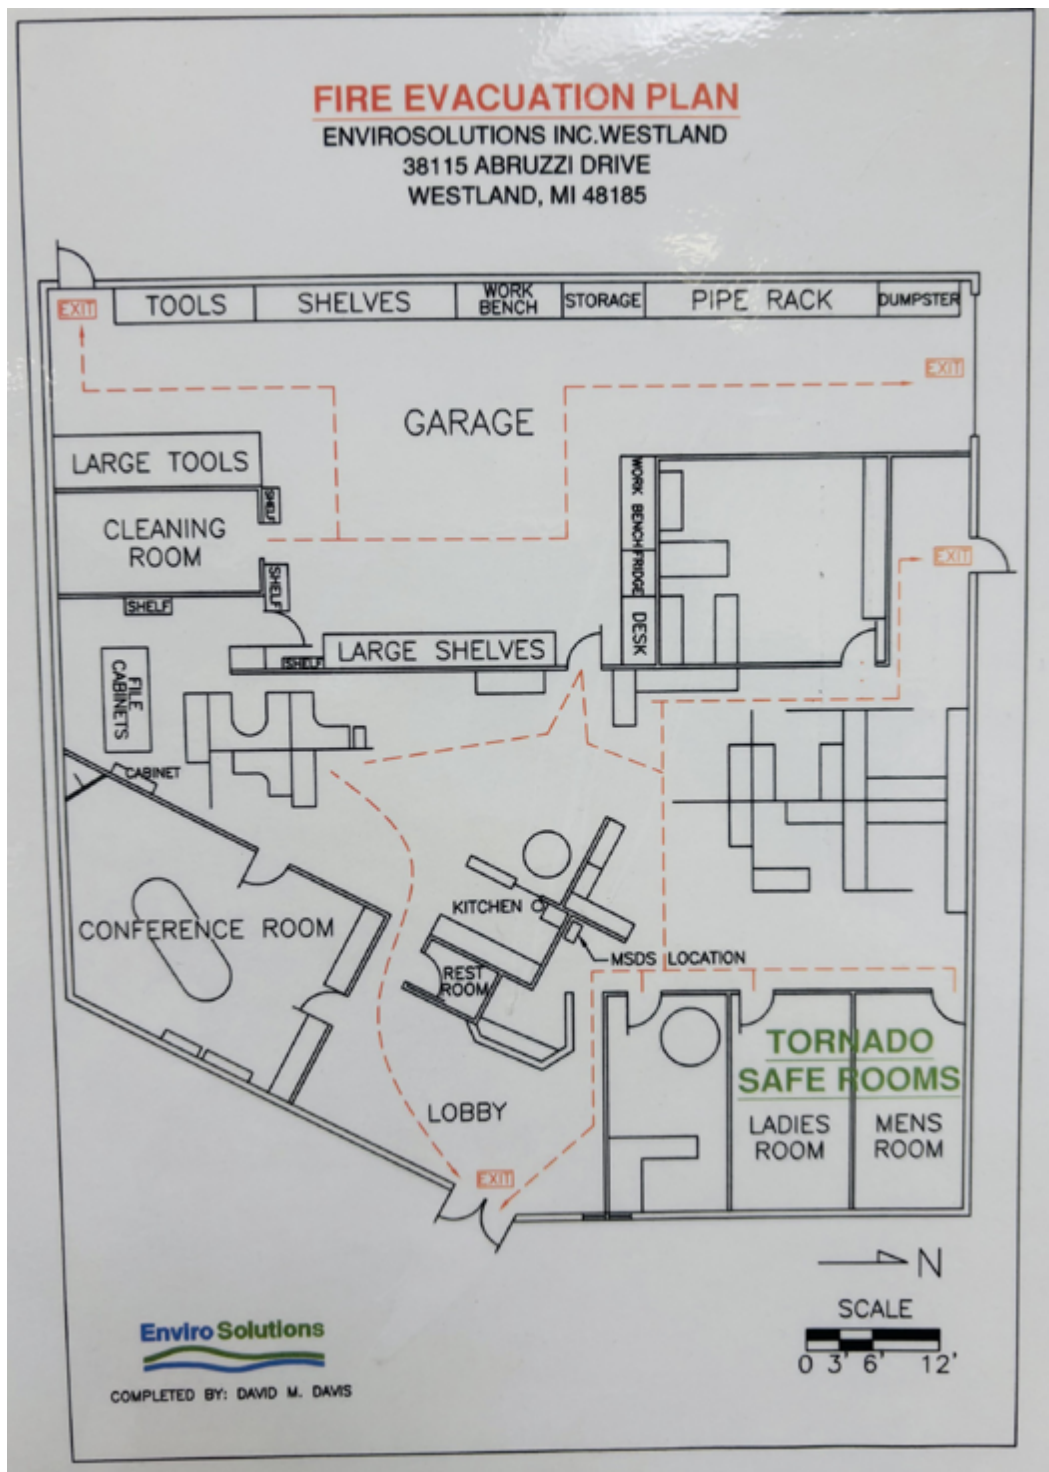 FIRE EVACUATION PLAN
ENVIROSOLUTIONS INC.WESTLAND
38115 ABRUZZI DRIVE
WESTLAND, MI 48185
EXIT
TOOLS
SHELVES
WORK
BENCH
STORAGE
PIPE RACK
DUMPSTER
EXIT
GARAGE
LARGE TOOLS
SHELF
CLEANING
ROOM
SHELF
SHELF
WORK BENCH
FRIDGE
DESK
EXIT
SHELF
LARGE SHELVES
FILE
CABINETS
CABINET
CONFERENCE ROOM
KITCHEN
MSDS LOCATION
REST
ROOM
TORNADO
SAFE ROOMS
LADIES
ROOM
MENS
ROOM
LOBBY
EXIT
N
SCALE
0 3' 6' 12'
Enviro Solutions
COMPLETED BY: DAVID M. DAVIS